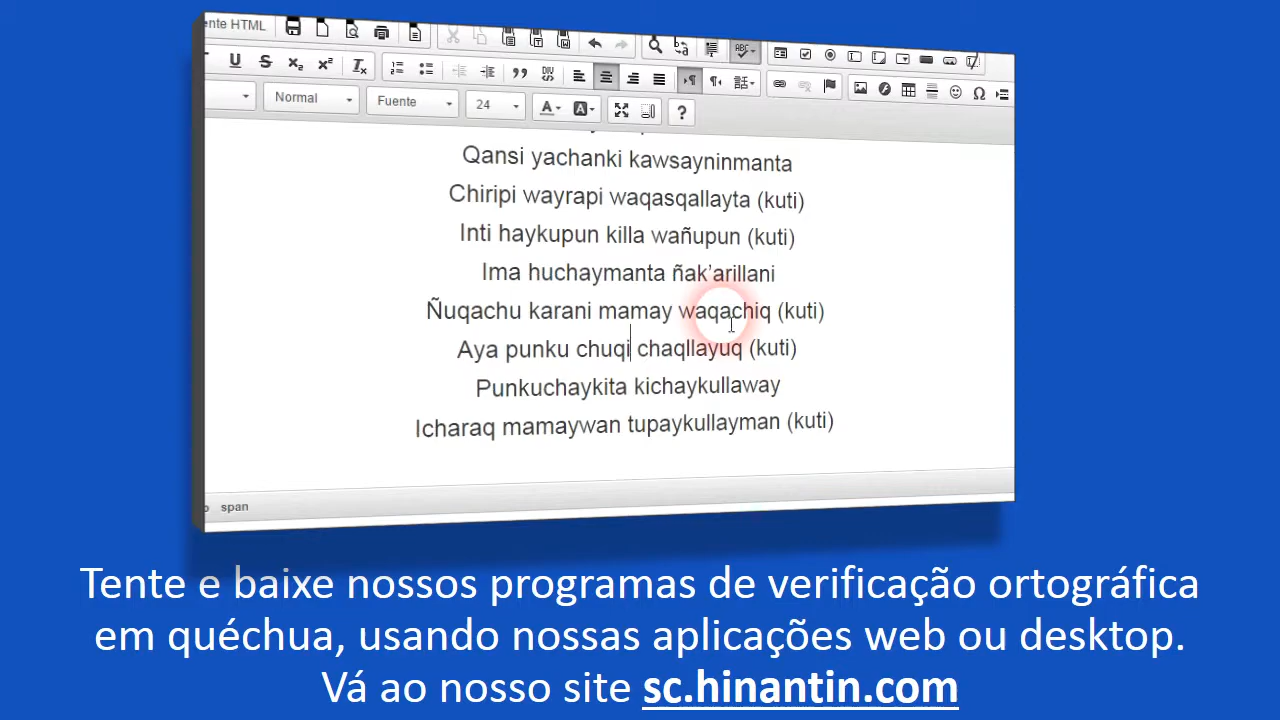 ente HTML
Normal Fuente 24
Qansi yachanki kawsayninmanta
Chiripi wayrapi waqasqallayta (kuti)
Inti haykupun killa wañupun (kuti)
Ima huchaymanta ñak’arillani
Ñuqachu karani mamay waqachiq (kuti)
Aya punku chuqi chaqllayuq (kuti)
Punkuchaykita kichaykullaway
Icharaq mamaywan tupaykullayman (kuti)
span
Tente e baixe nossos programas de verificação ortográfica
em quéchua, usando nossas aplicações web ou desktop.
Vá ao nosso site sc.hinantin.com